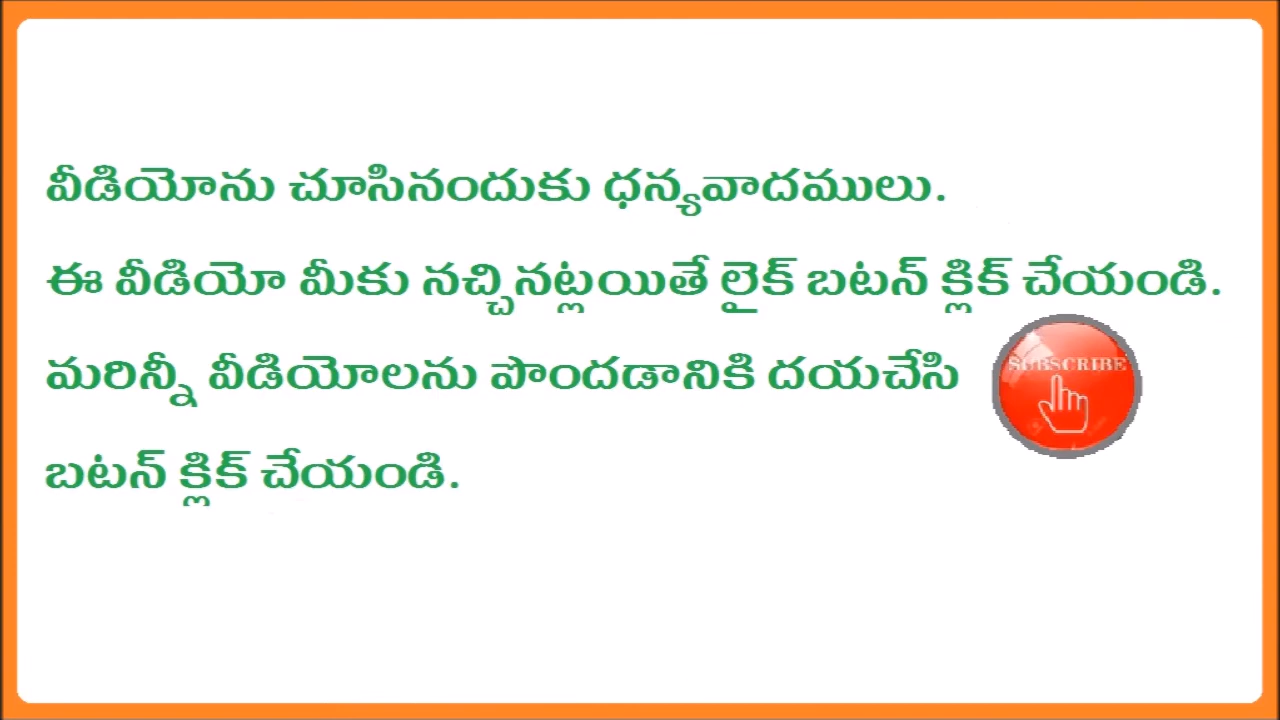 వీడియోను చూసినందుకు ధన్యవాదములు.
ఈ వీడియో మీకు నచ్చినట్లయితే లైక్ బటన్ క్లిక్ చేయండి.
మరిన్నీ వీడియోలను పొందడానికి దయచేసి
SUBSCRIBE
బటన్ క్లిక్ చేయండి.